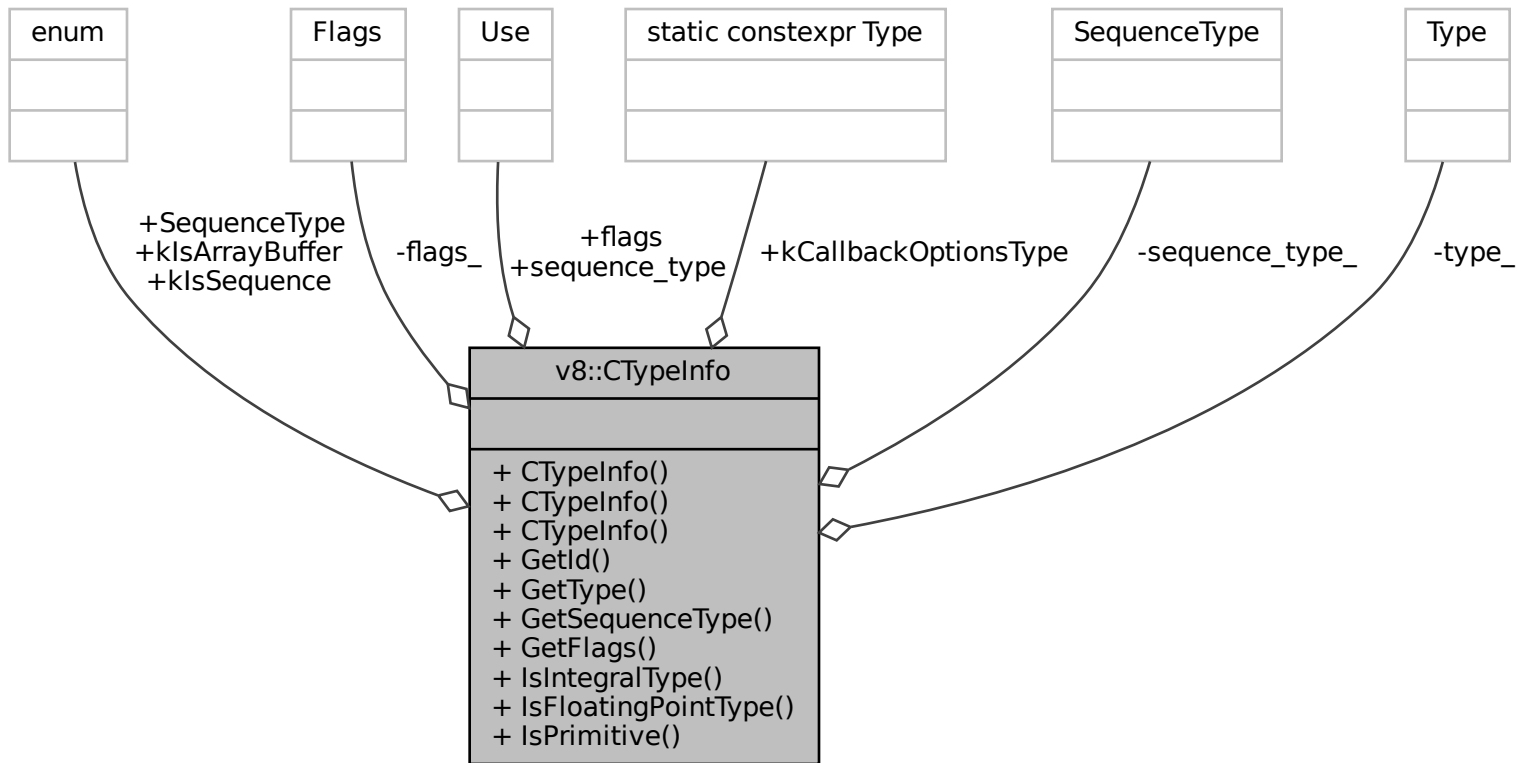 enum
Flags
Use
static constexpr Type
SequenceType
Type
+SequenceType
+kIsArrayBuffer
+kIsSequence
-flags_
+flags
+sequence_type
+kCallbackOptionsType
-sequence_type_
-type_
v8::CTypeInfo
+ CTypeInfo()
+ CTypeInfo()
+ CTypeInfo()
+ GetId()
+ GetType()
+ GetSequenceType()
+ GetFlags()
+ IsIntegralType()
+ IsFloatingPointType()
+ IsPrimitive()